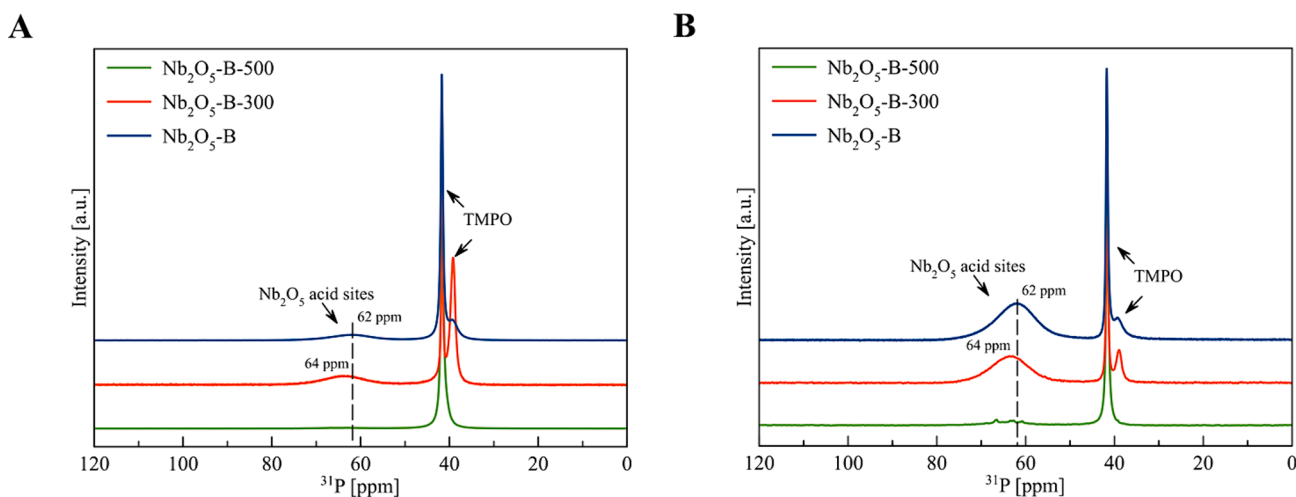 A
Nb₂O₅-B-500
Nb₂O₅-B-300
Nb₂O₅-B
Intensity [a.u.]
TMPO
Nb₂O₅ acid sites
62 ppm
64 ppm
120 100 80 60 40 20 0
³¹P [ppm]
B
Nb₂O₅-B-500
Nb₂O₅-B-300
Nb₂O₅-B
Intensity [a.u.]
Nb₂O₅ acid sites
TMPO
62 ppm
64 ppm
120 100 80 60 40 20 0
³¹P [ppm]